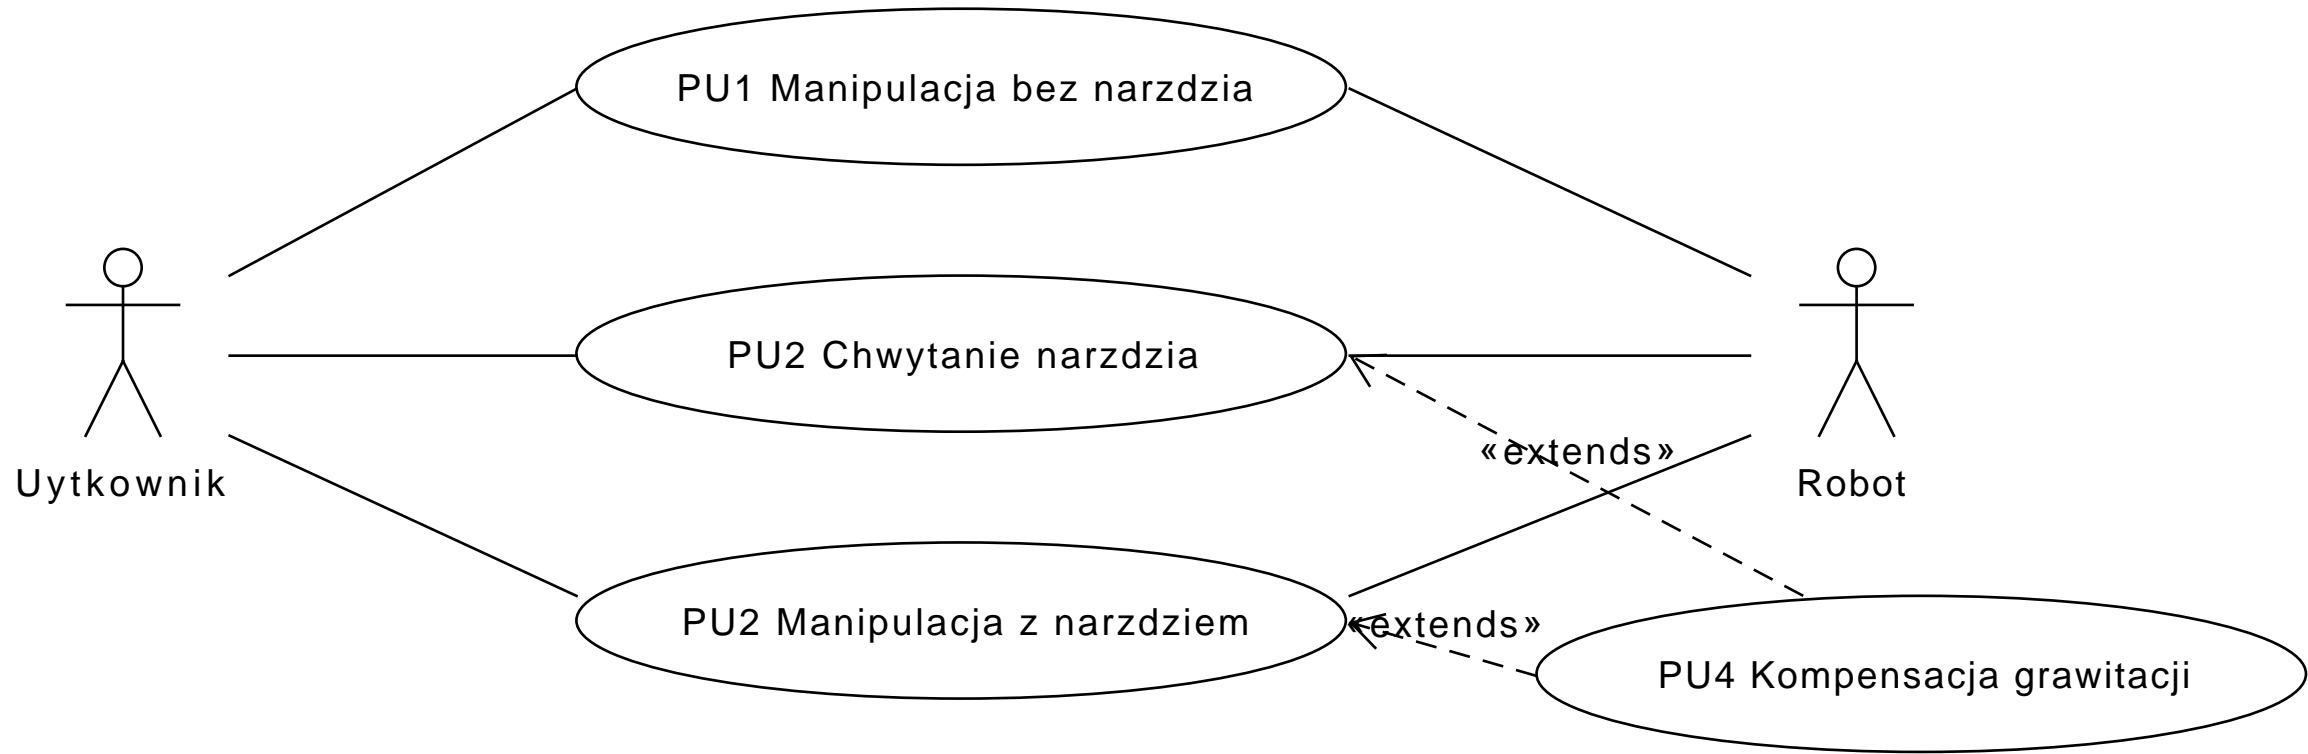 PU1 Manipulacja bez narzdzia
PU2 Chwytanie narzdzia
«extends»
Uytkownik
Robot
PU2 Manipulacja z narzdziem
«extends»
PU4 Kompensacja grawitacji